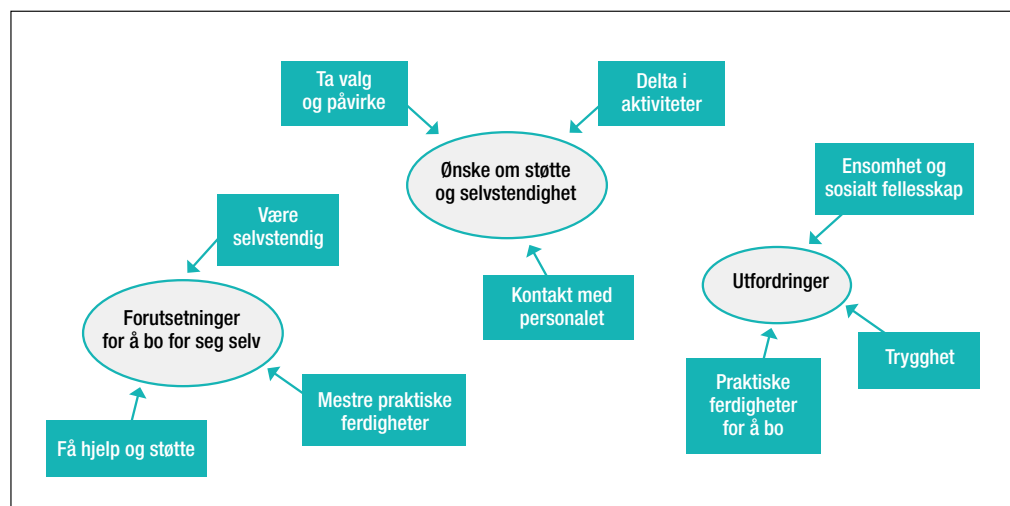 Ta valg
og påvirke
Delta i
aktiviteter
Ønske om støtte
og selvstendighet
Kontakt med
personalet
Være
selvstendig
Forutsetninger
for å bo for seg selv
Få hjelp og støtte
Mestre praktiske
ferdigheter
Ensomhet og
sosialt fellesskap
Utfordringer
Trygghet
Praktiske
ferdigheter
for å bo